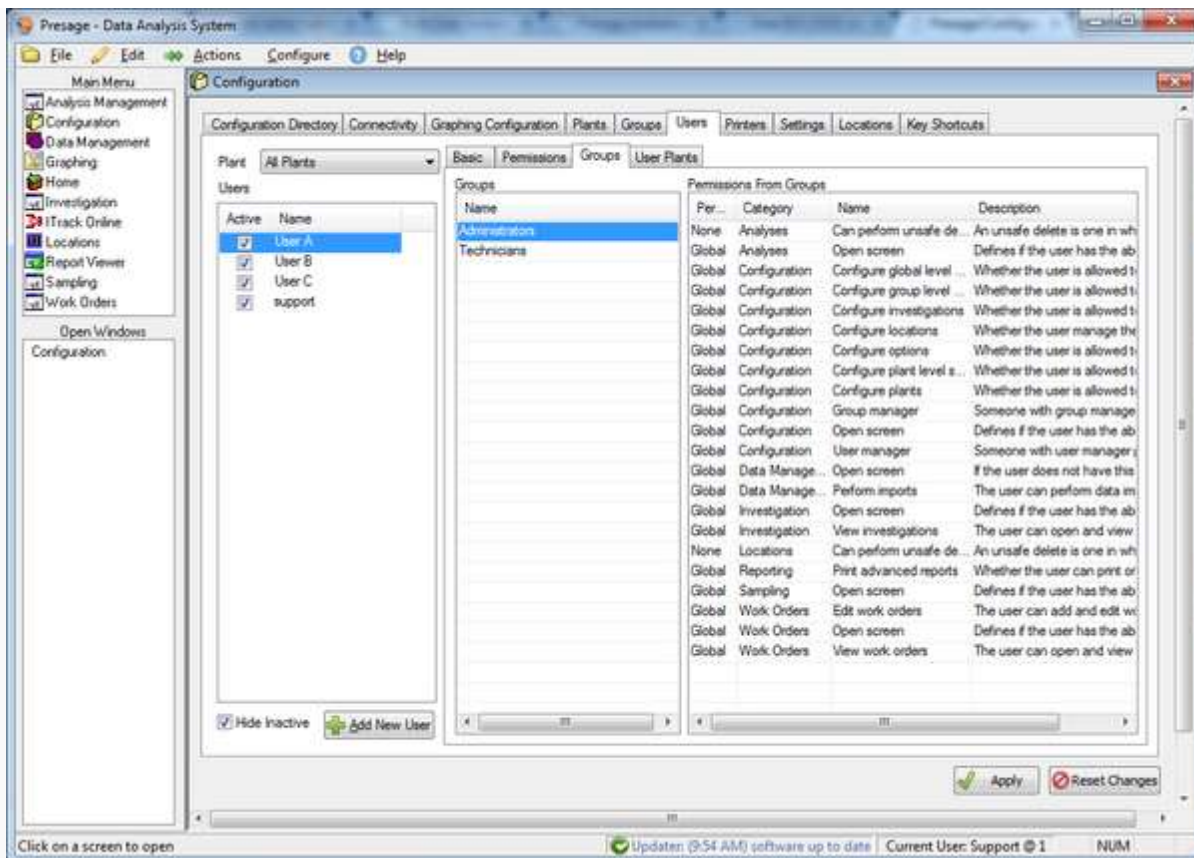 Presage - Data Analysis System
File Edit Actions Configure Help
Main Menu
Analysis Management
Configuration
Data Management
Graphing
Home
Investigation
ITrack Online
Locations
Report Viewer
Sampling
Work Orders
Open Windows
Configuration
Configuration
Configuration Directory Connectivity Graphing Configuration Plants Groups Users Printers Settings Locations Key Shortcuts
Plant All Plants
Users
Active Name
User A
User B
User C
support
Hide Inactive Add New User
Basic Permissions Groups User Plants
Groups
Name
Administrators
Technicians
Permissions From Groups
Per... Category Name Description
None Analyses Can perform unsafe de... An unsafe delete is one in wh
Global Analyses Open screen Defines if the user has the ab
Global Configuration Configure global level ... Whether the user is allowed t
Global Configuration Configure group level ... Whether the user is allowed t
Global Configuration Configure investigations Whether the user is allowed t
Global Configuration Configure locations Whether the user manage the
Global Configuration Configure options Whether the user is allowed t
Global Configuration Configure plant level s... Whether the user is allowed t
Global Configuration Configure plants Whether the user is allowed t
Global Configuration Group manager Someone with group manage
Global Configuration Open screen Defines if the user has the ab
Global Configuration User manager Someone with user manager
Global Data Manage... Open screen If the user does not have this
Global Data Manage... Perform imports The user can perform data im
Global Investigation Open screen Defines if the user has the ab
Global Investigation View investigations The user can open and view
None Locations Can perform unsafe de... An unsafe delete is one in wh
Global Reporting Print advanced reports Whether the user can print or
Global Sampling Open screen Defines if the user has the ab
Global Work Orders Edit work orders The user can add and edit wo
Global Work Orders Open screen Defines if the user has the ab
Global Work Orders View work orders The user can open and view
Apply Reset Changes
Click on a screen to open
Updater: (9:54 AM) software up to date Current User: Support @ 1 NUM